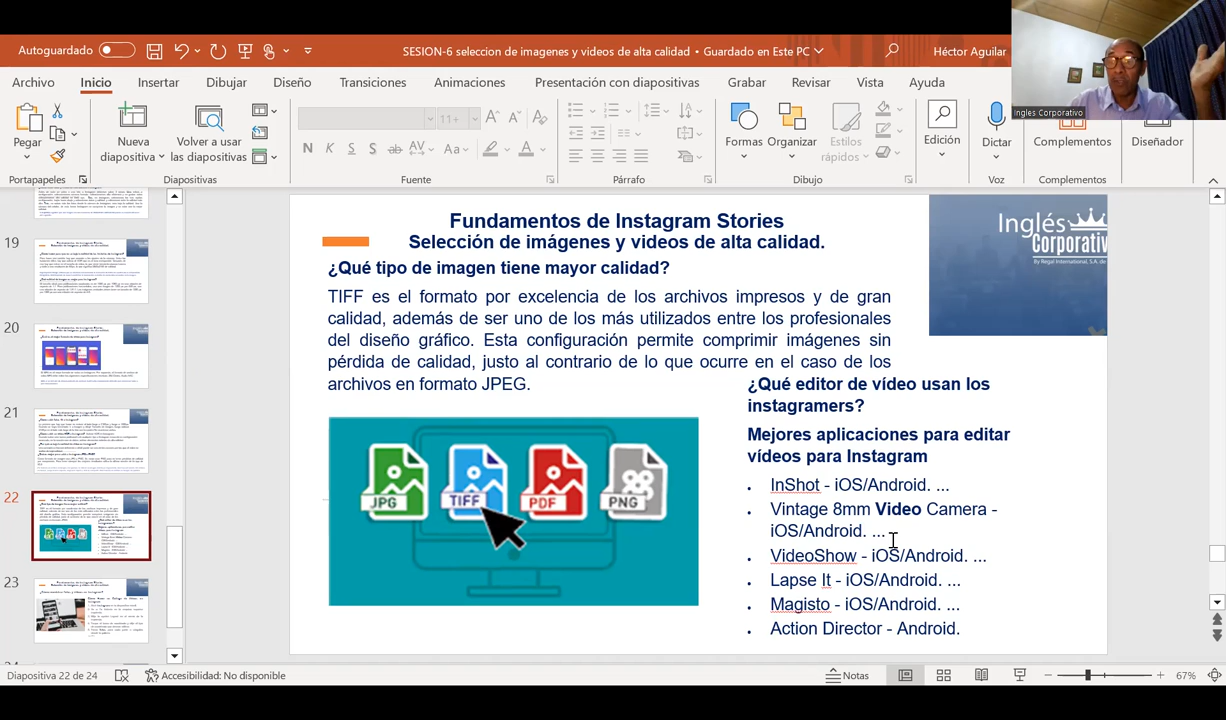 Autoguardado
SESION-6 seleccion de imagenes y videos de alta calidad • Guardado en Este PC
Héctor Aguilar
Ingles Corporativo
Archivo
Inicio
Insertar
Dibujar
Diseño
Transiciones
Animaciones
Presentación con diapositivas
Grabar
Revisar
Vista
Ayuda
Pegar
Nueva
diapositiva
Volver a usar
las diapositivas
11+
N K S S ab AV Aa A
Formas
Organizar
Estilos
rápidos
Edición
Dictar
Complementos
Diseñador
Portapapeles
Diapositivas
Fuente
Párrafo
Dibujo
Voz
Complementos
19
20
21
22
23
Fundamentos de Instagram Stories
Selección de imágenes y videos de alta calidad.
¿Qué tipo de imagen tiene mayor calidad?
TIFF es el formato por excelencia de los archivos impresos y de gran
calidad, además de ser uno de los más utilizados entre los profesionales
del diseño gráfico. Esta configuración permite comprimir imágenes sin
pérdida de calidad, justo al contrario de lo que ocurre en el caso de los
archivos en formato JPEG.
Inglés
Corporativ
By Regal International, S.A. de
JPG
TIFF
PDF
PNG
¿Qué editor de vídeo usan los
instagramers?
Mejores aplicaciones para editar
vídeos para Instagram
• InShot - iOS/Android. ...
• Vintage 8mm Video Camera -
IOS/Android. ...
• VideoShow - iOS/Android. ...
• Lapse It - iOS/Android. ...
• Magisto - iOS/Android. ...
• Action Director - Android.
Diapositiva 22 de 24
Accesibilidad: No disponible
Notas
67%